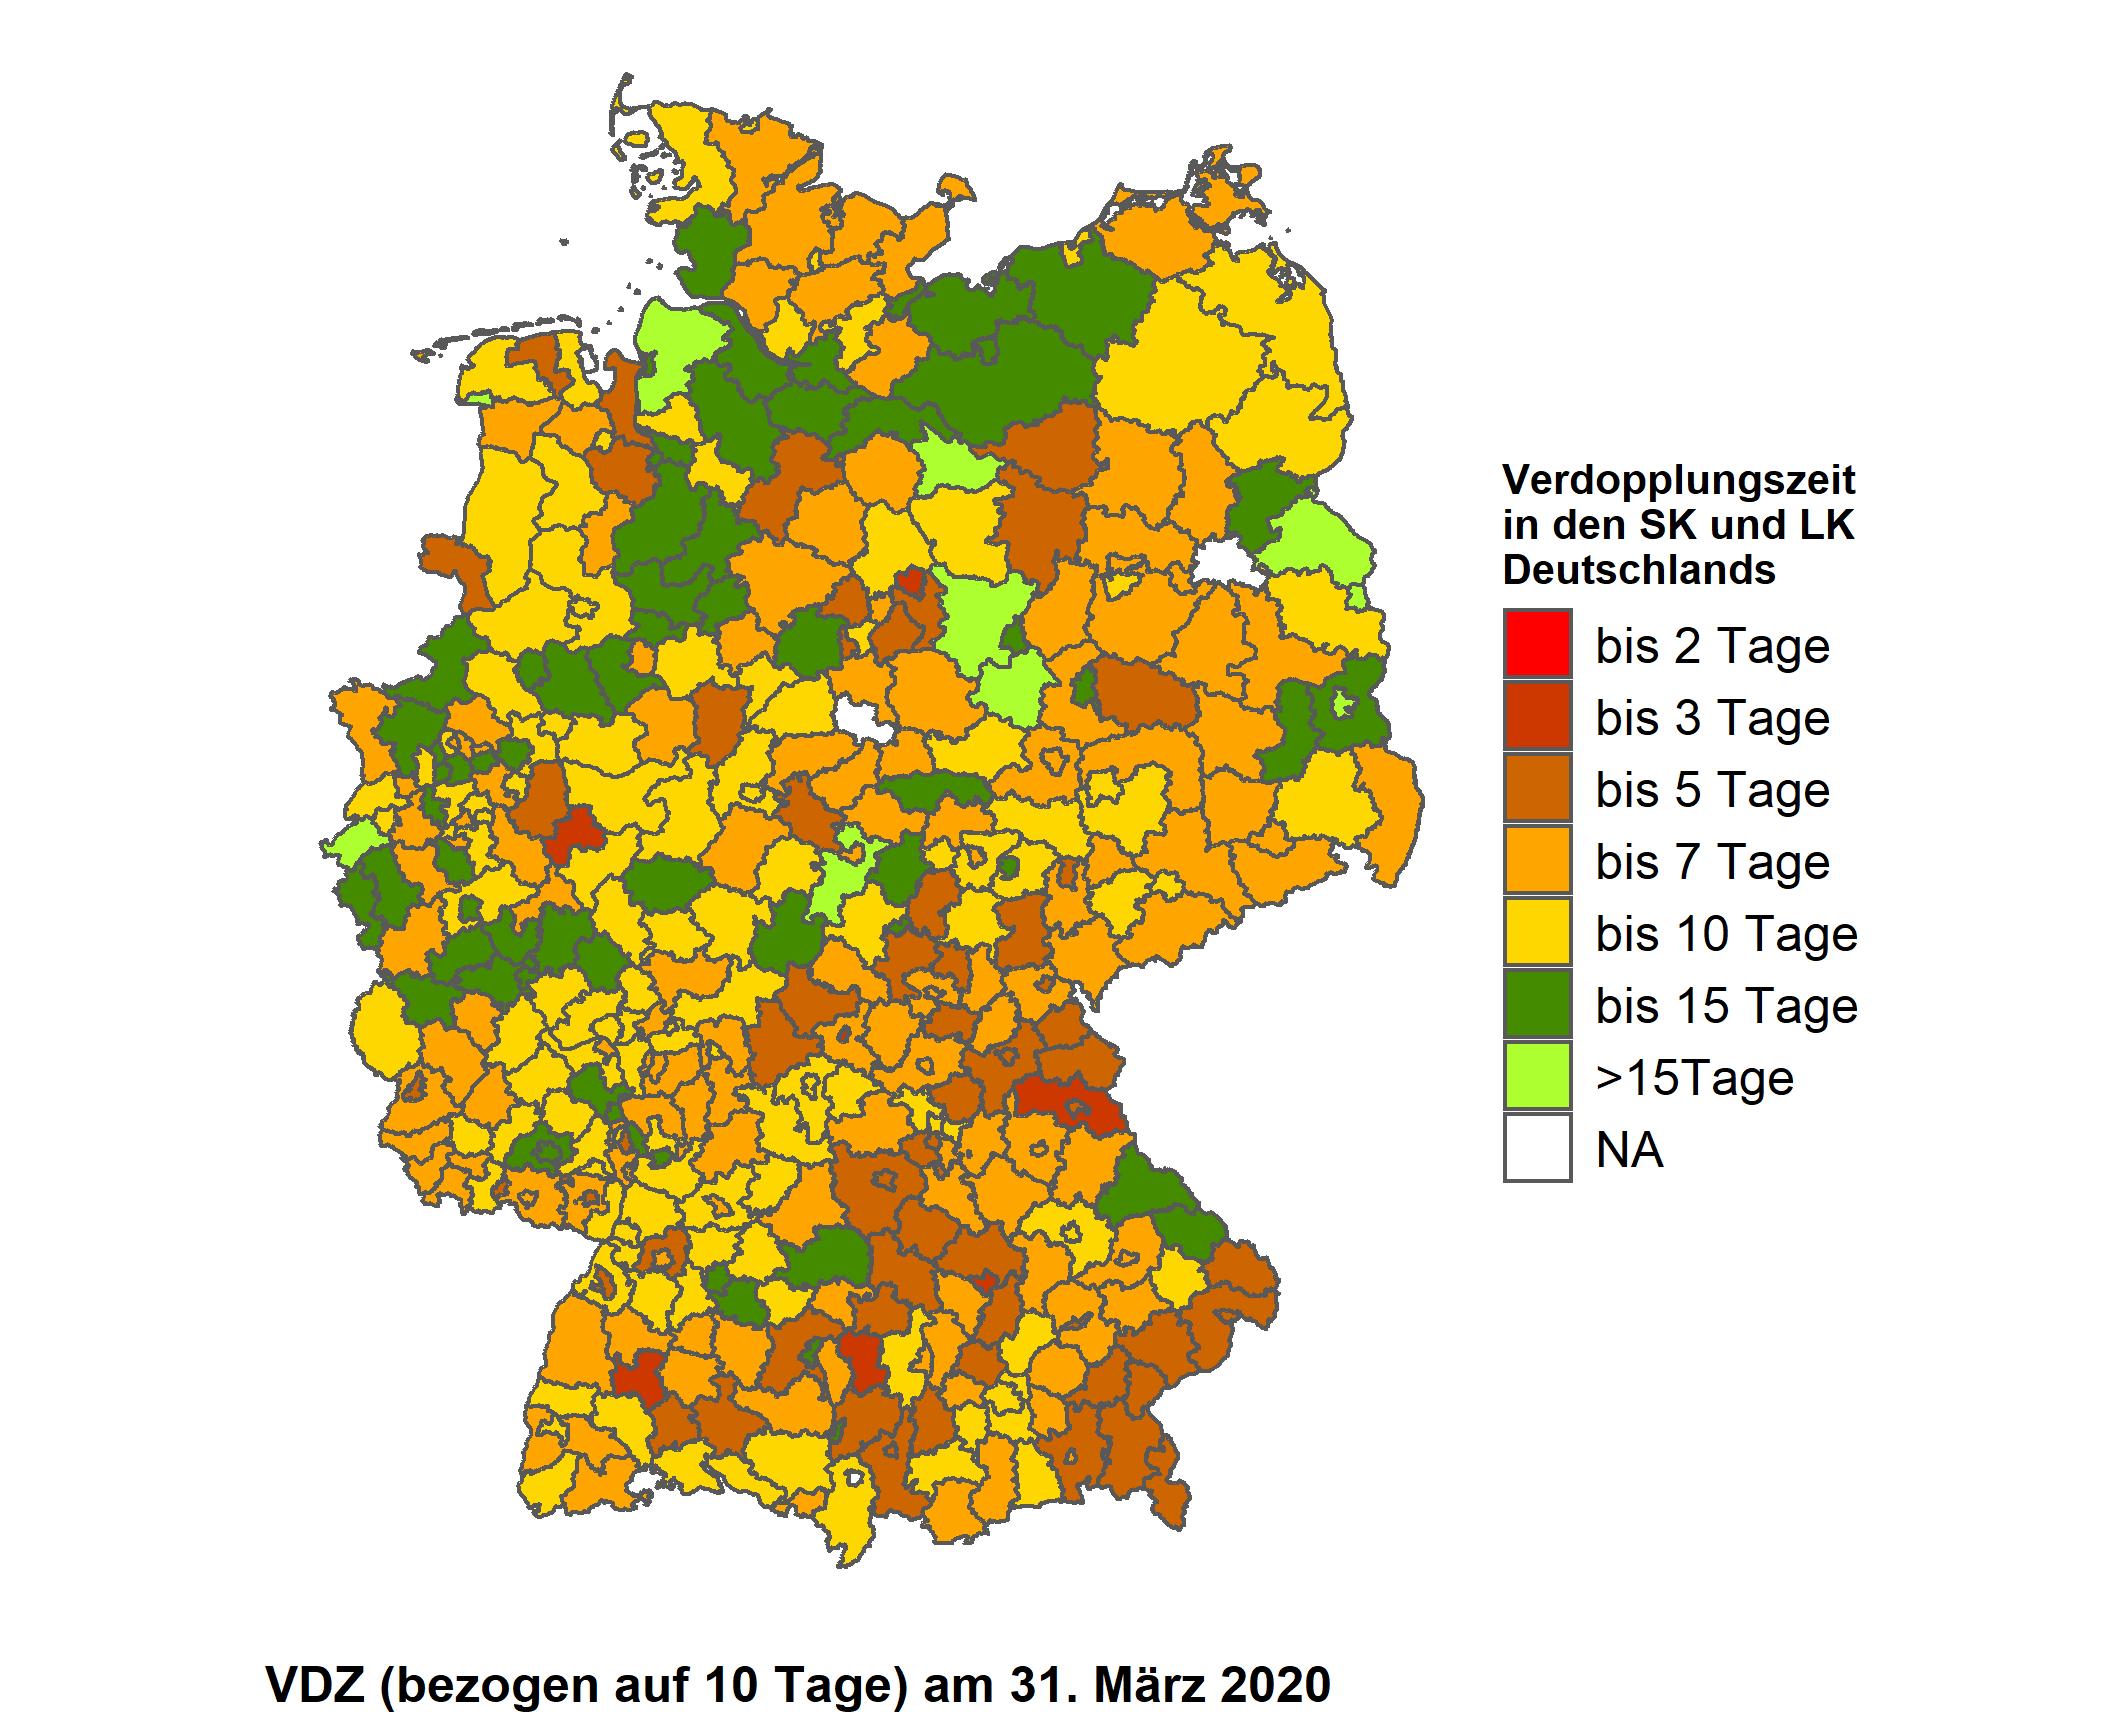 Verdopplungszeit
in den SK und LK
Deutschlands
bis 2 Tage
bis 3 Tage
bis 5 Tage
bis 7 Tage
bis 10 Tage
bis 15 Tage
>15Tage
NA
VDZ (bezogen auf 10 Tage) am 31. März 2020